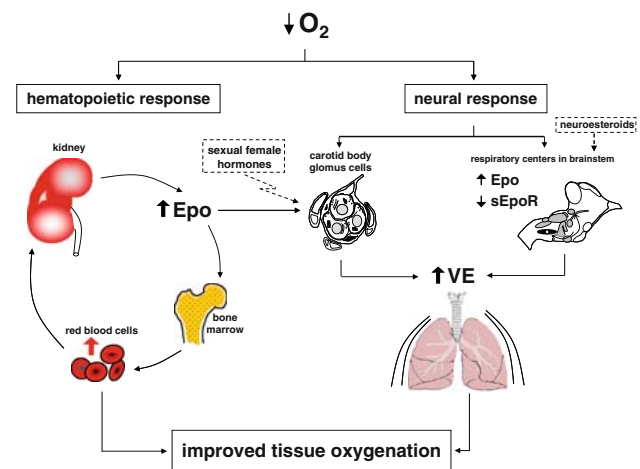 ↓O₂
hematopoietic response
neural response
kidney
sexual female
hormones
carotid body
glomus cells
neuroesteroids
respiratory centers in brainstem
↑ Epo
↓ sEpoR
↑Epo
↑VE
bone
marrow
red blood cells
improved tissue oxygenation